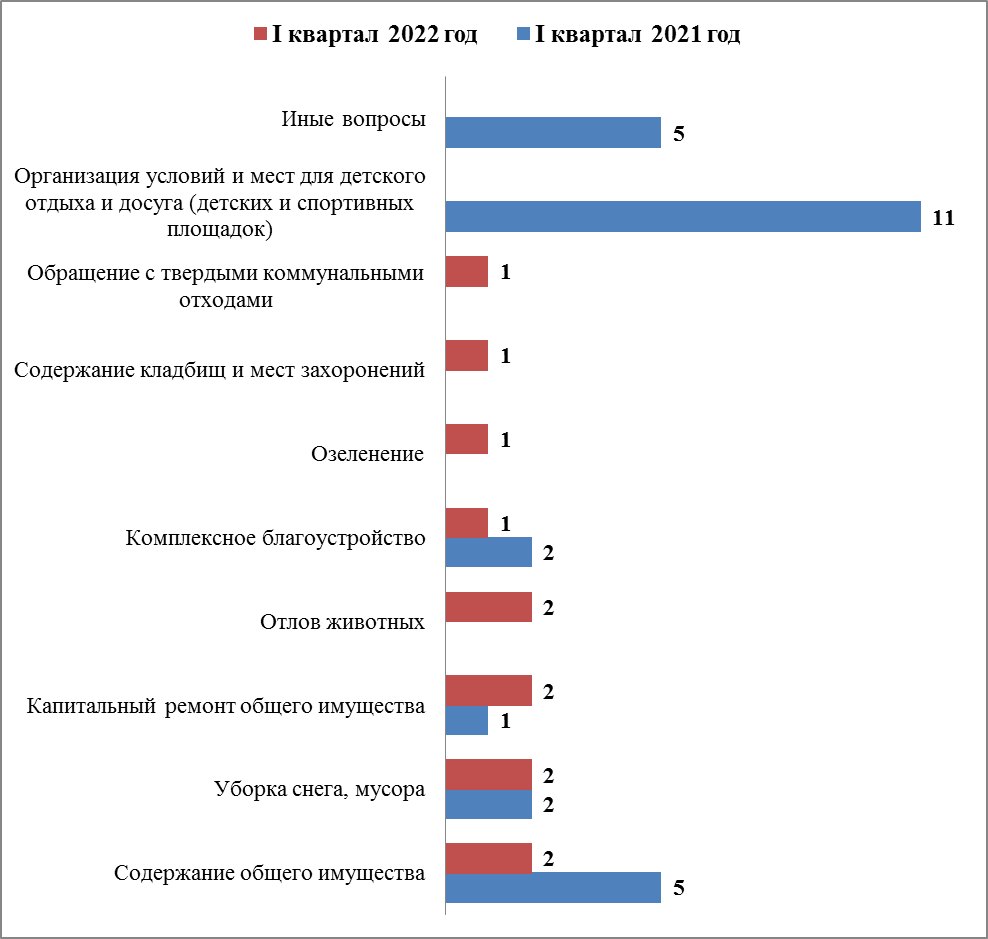 I квартал 2022 год I квартал 2021 год
Иные вопросы
5
Организация условий и мест для детского
отдыха и досуга (детских и спортивных
площадок)
11
Обращение с твердыми коммунальными
отходами
1
Содержание кладбищ и мест захоронений
1
Озеленение
1
Комплексное благоустройство
1
2
Отлов животных
2
Капитальный ремонт общего имущества
2
1
Уборка снега, мусора
2
2
Содержание общего имущества
2
5